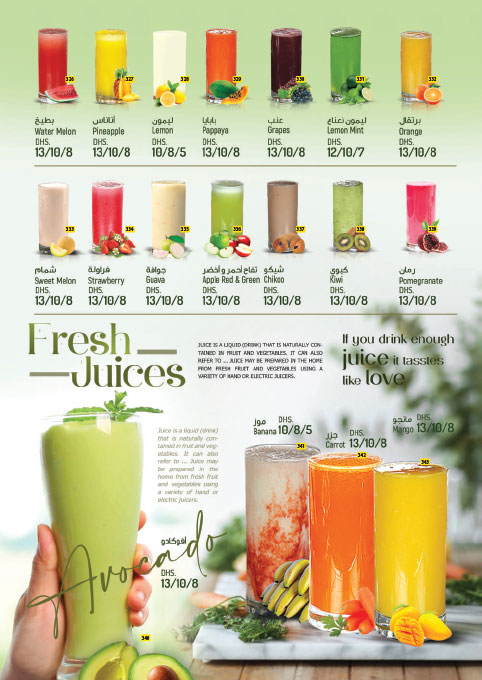 326
327
328
329
330
331
332
بطيخ
Water Melon
DHS.
13/10/8
أناناس
Pineapple
DHS.
13/10/8
ليمون
Lemon
DHS.
10/8/5
بابايا
Pappaya
DHS.
13/10/8
عنب
Grapes
DHS.
13/10/8
ليمون نعناع
Lemon Mint
DHS.
12/10/7
برتقال
Orange
DHS.
13/10/8
333
334
335
336
337
338
339
شمام
Sweet Melon
DHS.
13/10/8
فراولة
Strawberry
DHS.
13/10/8
جوافة
Guava
DHS.
13/10/8
تفاح أحمر و أخضر
Apple Red & Green
DHS.
13/10/8
شيكو
Chikoo
DHS.
13/10/8
كيوي
Kiwi
DHS.
13/10/8
رمان
Pomegranate
DHS.
13/10/8
Fresh
Juices
JUICE IS A LIQUID (DRINK) THAT IS NATURALLY CON-
TAINED IN FRUIT AND VEGETABLES. IT CAN ALSO
REFER TO ... JUICE MAY BE PREPARED IN THE HOME
FROM FRESH FRUIT AND VEGETABLES USING A
VARIETY OF HAND OR ELECTRIC JUICERS.
If you drink enough
juice it tasstes
like love
Juice is a liquid (drink)
that is naturally con-
tained in fruit and veg-
etables. It can also
refer to ... Juice may
be prepared in the
home from fresh fruit
and vegetables using
a variety of hand or
electric juicers.
أفوكادو
Avocado
DHS.
13/10/8
340
موز DHS.
Banana 10/8/5
341
جزر DHS.
Carrot 13/10/8
342
مانجو DHS.
Mango 13/10/8
343